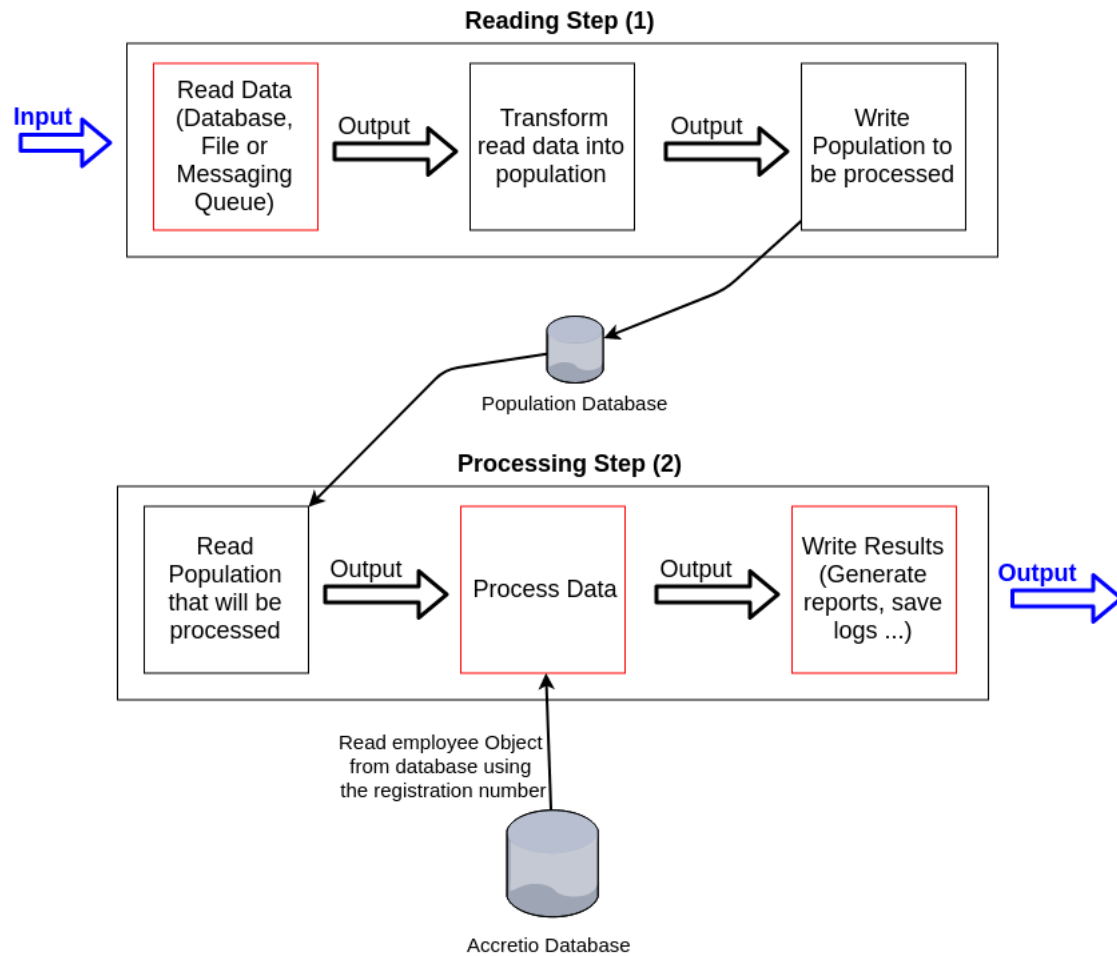 Reading Step (1)
Input
Read Data
(Database,
File or
Messaging
Queue)
Output
Transform
read data into
population
Output
Write
Population to
be processed
Population Database
Processing Step (2)
Read
Population
that will be
processed
Output
Process Data
Output
Write Results
(Generate
reports, save
logs ...)
Output
Read employee Object
from database using
the registration number
Accretio Database